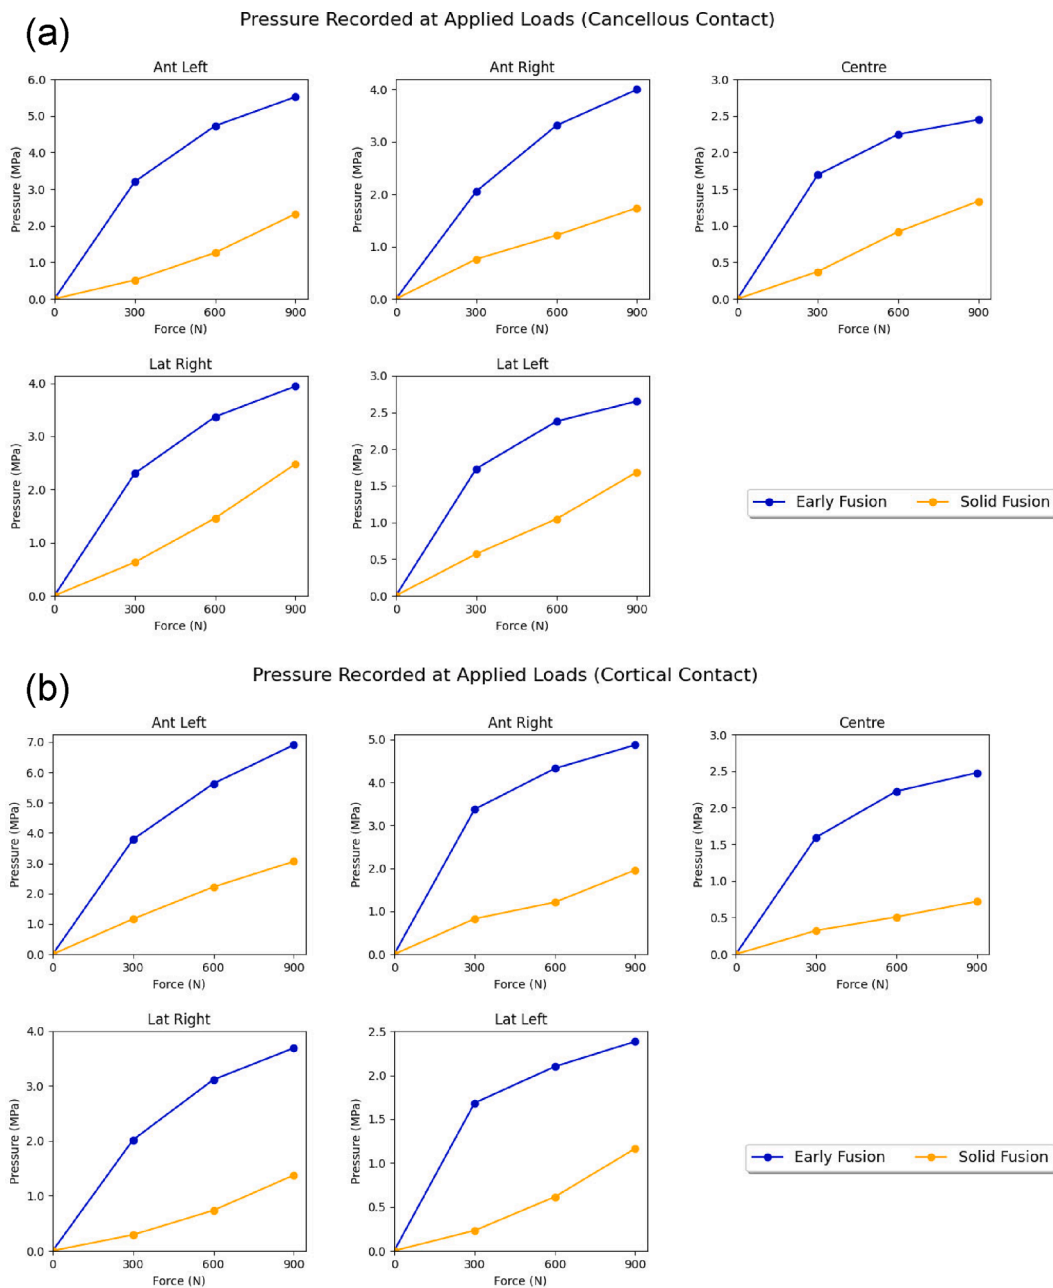 (a)
Pressure Recorded at Applied Loads (Cancellous Contact)
Ant Left
6.0
5.0
4.0
3.0
2.0
1.0
0.0
Pressure (MPa)
0 300 600 900
Force (N)
Ant Right
4.0
3.0
2.0
1.0
0.0
Pressure (MPa)
0 300 600 900
Force (N)
Centre
3.0
2.5
2.0
1.5
1.0
0.5
0.0
Pressure (MPa)
0 300 600 900
Force (N)
Lat Right
4.0
3.0
2.0
1.0
0.0
Pressure (MPa)
0 300 600 900
Force (N)
Lat Left
3.0
2.5
2.0
1.5
1.0
0.5
0.0
Pressure (MPa)
0 300 600 900
Force (N)
Early Fusion Solid Fusion
(b)
Pressure Recorded at Applied Loads (Cortical Contact)
Ant Left
7.0
6.0
5.0
4.0
3.0
2.0
1.0
0.0
Pressure (MPa)
0 300 600 900
Force (N)
Ant Right
5.0
4.0
3.0
2.0
1.0
0.0
Pressure (MPa)
0 300 600 900
Force (N)
Centre
3.0
2.5
2.0
1.5
1.0
0.5
0.0
Pressure (MPa)
0 300 600 900
Force (N)
Lat Right
4.0
3.0
2.0
1.0
0.0
Pressure (MPa)
0 300 600 900
Force (N)
Lat Left
2.5
2.0
1.5
1.0
0.5
0.0
Pressure (MPa)
0 300 600 900
Force (N)
Early Fusion Solid Fusion